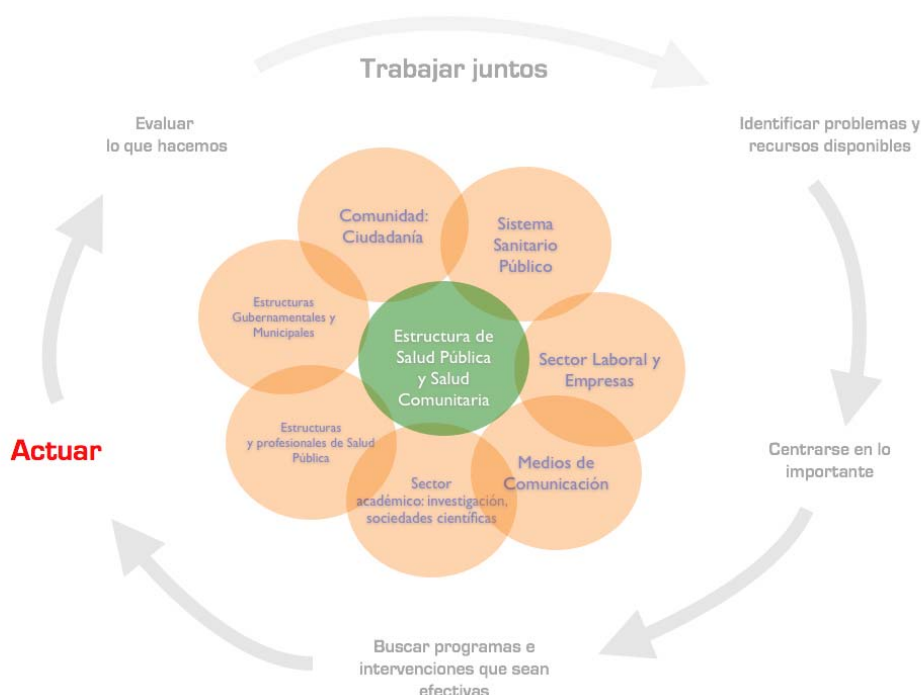 Trabajar juntos
Evaluar
lo que hacemos
Identificar problemas y
recursos disponibles
Comunidad:
Ciudadanía
Sistema
Sanitario
Público
Estructuras
Gubernamentales y
Municipales
Estructura de
Salud Pública
y Salud
Comunitaria
Sector Laboral y
Empresas
Actuar
Estructuras
y profesionales de Salud
Pública
Sector
académico: investigación,
sociedades científicas
Medios de
Comunicación
Centrarse en lo
importante
Buscar programas e
intervenciones que sean
efectivas